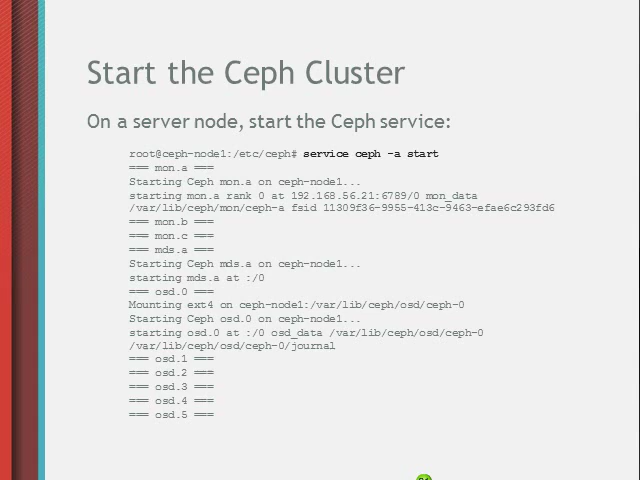 Start the Ceph Cluster
On a server node, start the Ceph service:
root@ceph-node1:/etc/ceph# service ceph -a start
=== mon.a ===
Starting Ceph mon.a on ceph-node1...
starting mon.a rank 0 at 192.168.56.21:6789/0 mon_data
/var/lib/ceph/mon/ceph-a fsid 11309f36-9955-413c-9463-efae6c293fd6
=== mon.b ===
=== mon.c ===
=== mds.a ===
Starting Ceph mds.a on ceph-node1...
starting mds.a at :/0
=== osd.0 ===
Mounting ext4 on ceph-node1:/var/lib/ceph/osd/ceph-0
Starting Ceph osd.0 on ceph-node1...
starting osd.0 at :/0 osd_data /var/lib/ceph/osd/ceph-0
/var/lib/ceph/osd/ceph-0/journal
=== osd.1 ===
=== osd.2 ===
=== osd.3 ===
=== osd.4 ===
=== osd.5 ===